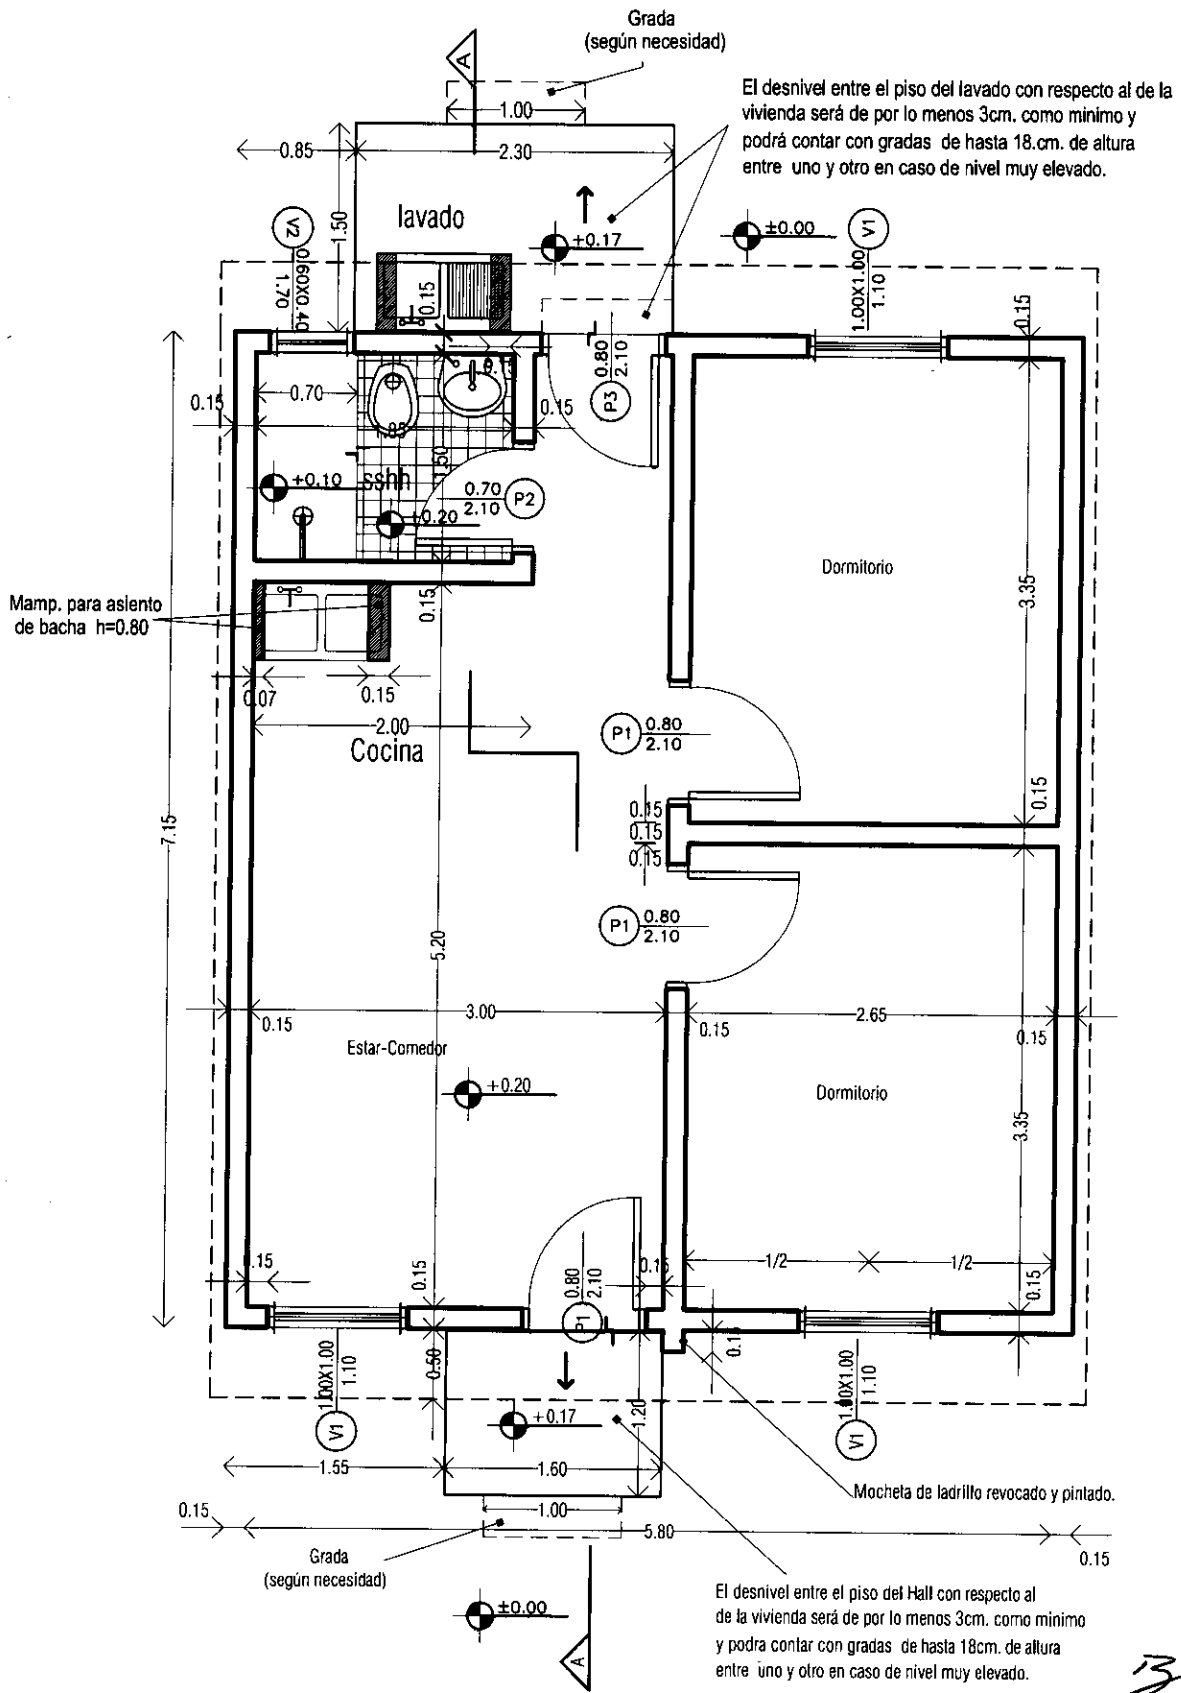 Grada
(según necesidad)
A
1.00
El desnivel entre el piso del lavado con respecto al de la
vivienda será de por lo menos 3cm. como minimo y
podrá contar con gradas de hasta 18.cm. de altura
entre uno y otro en caso de nivel muy elevado.
0.85
2.30
1.50
lavado
+0.17
±0.00
V2
0.60X0.40
1.70
V1
1.00X1.00
1.10
0.15
0.15
0.80
2.10
P3
0.70
0.15
0.15
+0.10
sshh
0.70
2.10
P2
+0.20
Dormitorio
3.35
Mamp. para asiento
de bacha h=0.80
0.15
0.07
0.15
2.00
Cocina
P1
0.80
2.10
7.15
0.15
0.15
0.15
0.15
P1
0.80
2.10
5.20
3.00
2.65
0.15
0.15
0.15
Estar-Comedor
+0.20
Dormitorio
3.35
1/2
1/2
.15
0.15
0.80
2.10
P1
0.15
0.15
0.50
0.15
1.00X1.00
1.10
V1
+0.17
1.20
1.00X1.00
1.10
V1
1.55
1.60
Mocheta de ladrillo revocado y pintado.
0.15
1.00
5.80
0.15
Grada
(según necesidad)
El desnivel entre el piso del Hall con respecto al
de la vivienda será de por lo menos 3cm. como minimo
y podra contar con gradas de hasta 18cm. de altura
entre uno y otro en caso de nivel muy elevado.
±0.00
A